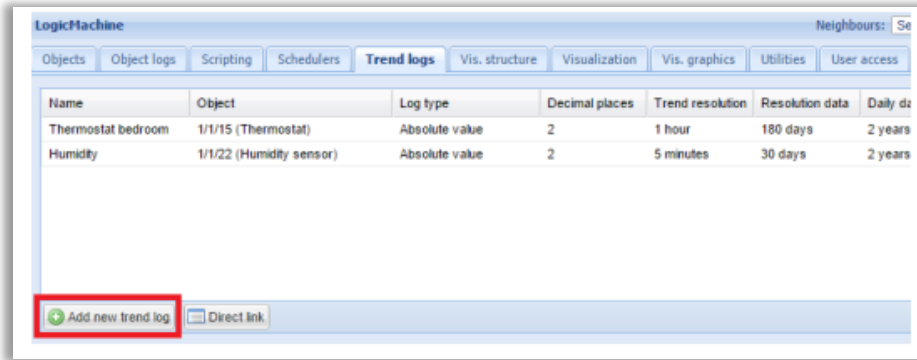 LogicMachine Neighbours: Se
Objects Object logs Scripting Schedulers Trend logs Vis. structure Visualization Vis. graphics Utilities User access
Name Object Log type Decimal places Trend resolution Resolution data Daily da
Thermostat bedroom 1/1/15 (Thermostat) Absolute value 2 1 hour 180 days 2 years
Humidity 1/1/22 (Humidity sensor) Absolute value 2 5 minutes 30 days 2 years
Add new trend log Direct link